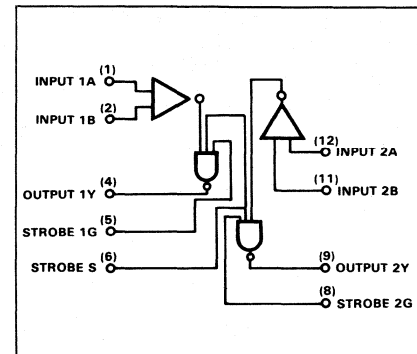 INPUT 1A (1)
INPUT 1B (2)
(12) INPUT 2A
(11) INPUT 2B
OUTPUT 1Y (4)
STROBE 1G (5)
STROBE S (6)
(9) OUTPUT 2Y
(8) STROBE 2G